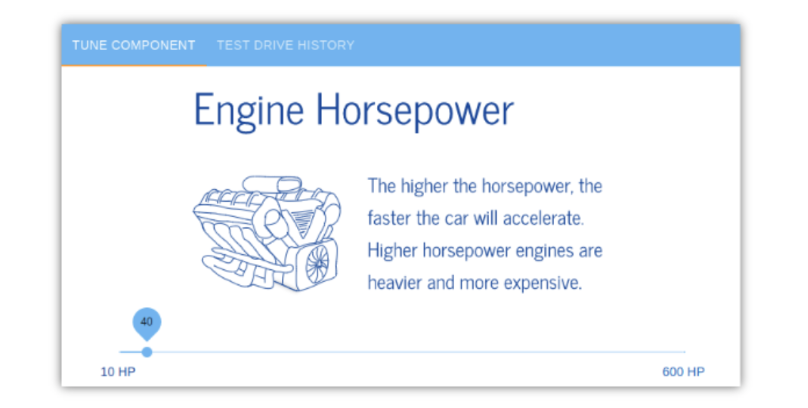 TUNE COMPONENT TEST DRIVE HISTORY
Engine Horsepower
The higher the horsepower, the
faster the car will accelerate.
Higher horsepower engines are
heavier and more expensive.
40
10 HP 600 HP